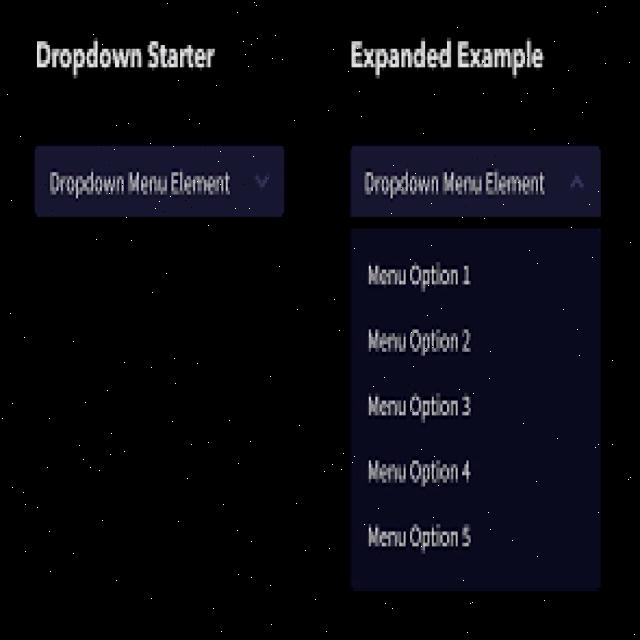 Dropdown Starter
Dropdown Menu Element
Expanded Example
Dropdown Menu Element
Menu Option 1
Menu Option 2
Menu Option 3
Menu Option 4
Menu Option 5